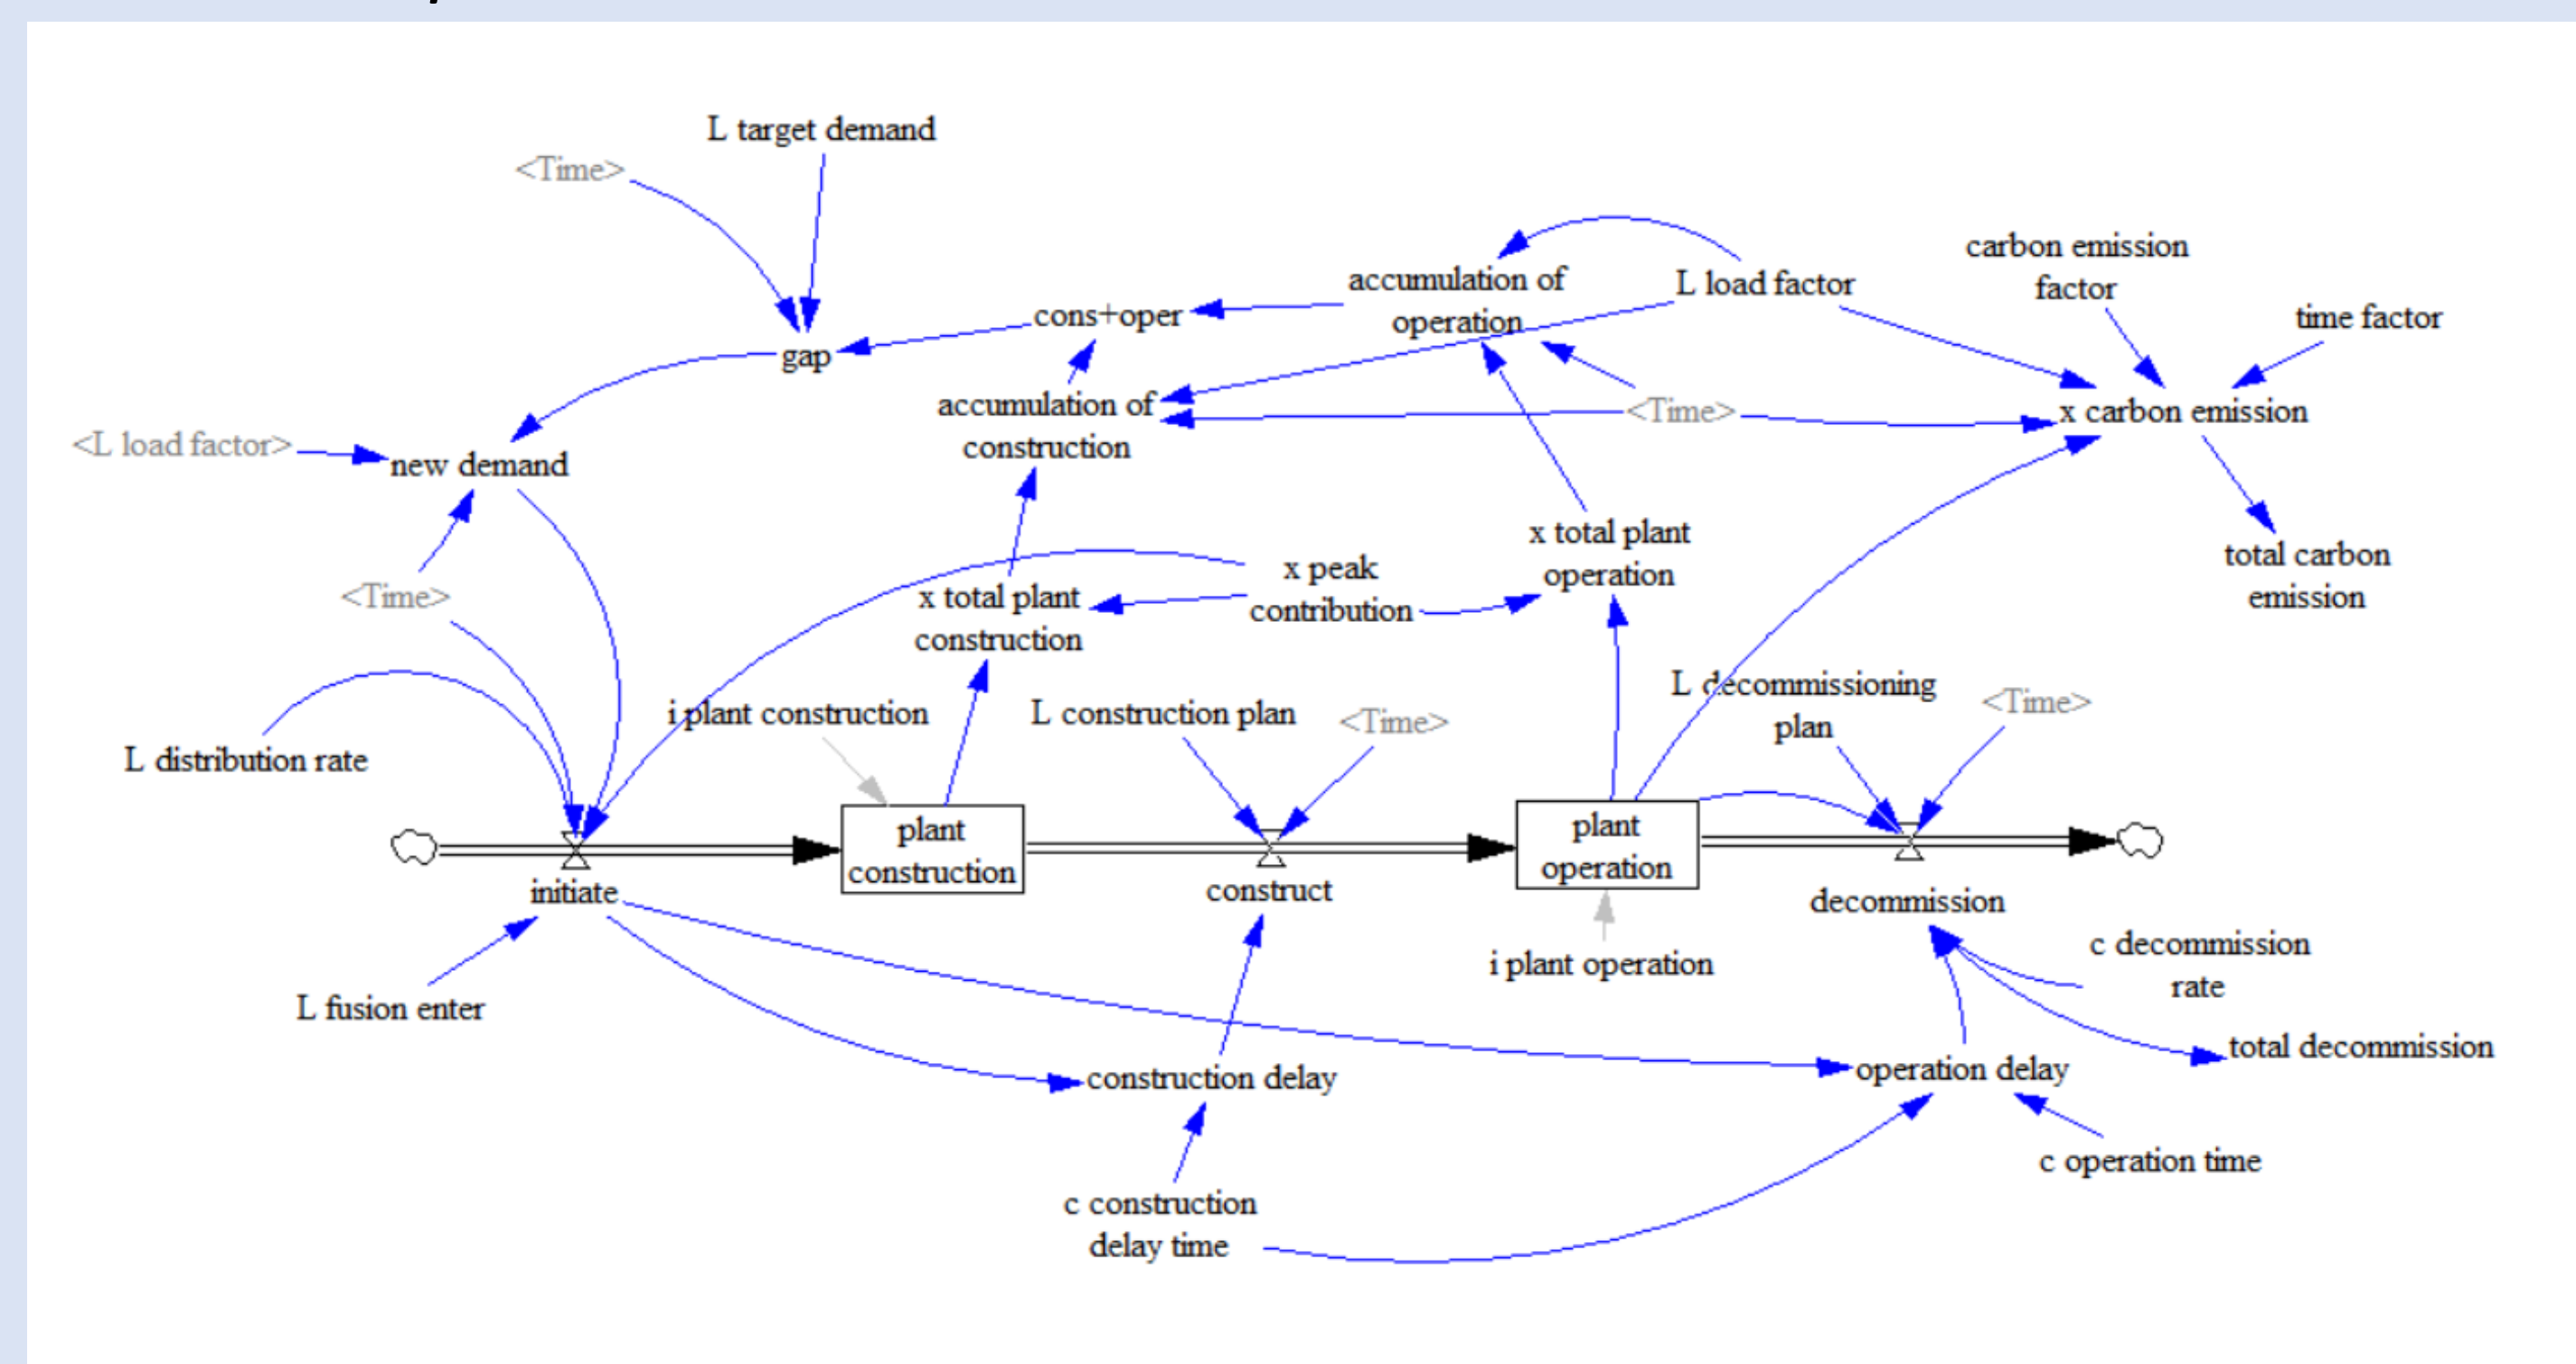 L target demand
<Time>
carbon emission
factor
accumulation of
operation
L load factor
time factor
cons+oper
gap
accumulation of
construction
<Time>
x carbon emission
<L load factor>
new demand
x total plant
operation
total carbon
emission
<Time>
x peak
contribution
x total plant
construction
L decommissioning
plan
<Time>
i plant construction
L construction plan
<Time>
L distribution rate
plant
construction
plant
operation
initiate
construct
decommission
c decommission
rate
i plant operation
L fusion enter
total decommission
construction delay
operation delay
c operation time
c construction
delay time